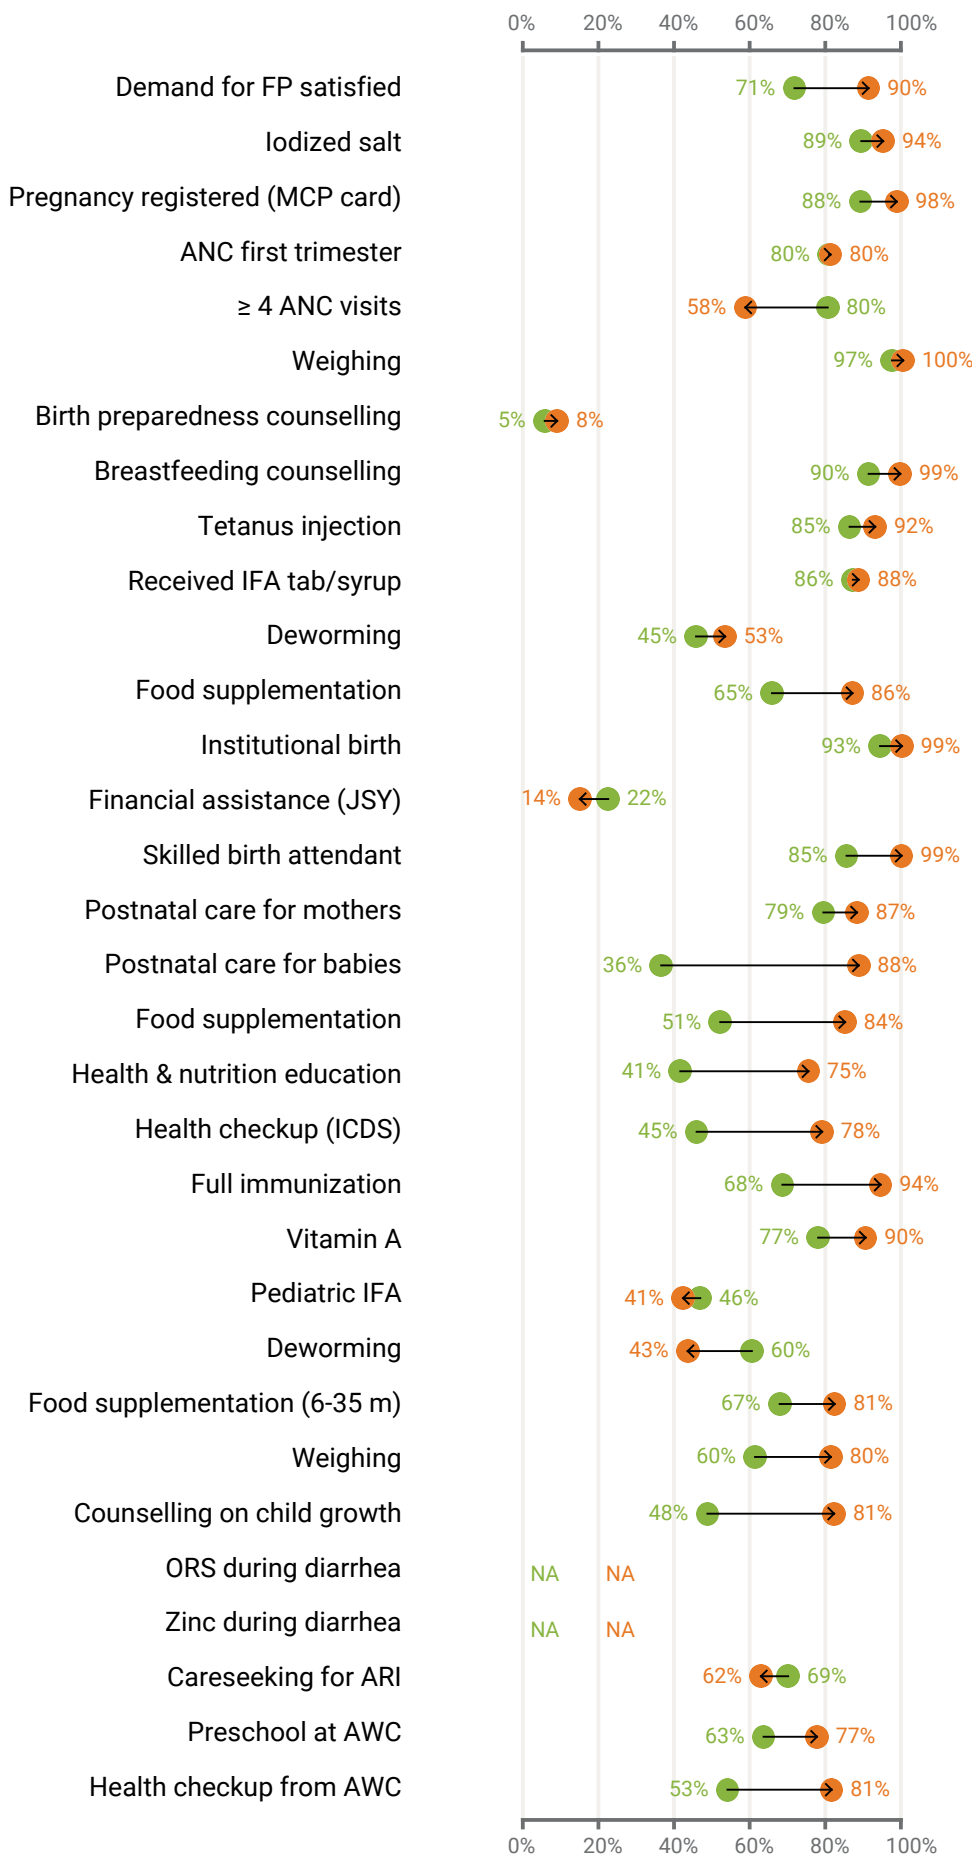 0% 20% 40% 60% 80% 100%
Demand for FP satisfied 71% 90%
Iodized salt 89% 94%
Pregnancy registered (MCP card) 88% 98%
ANC first trimester 80% 80%
≥ 4 ANC visits 58% 80%
Weighing 97% 100%
Birth preparedness counselling 5% 8%
Breastfeeding counselling 90% 99%
Tetanus injection 85% 92%
Received IFA tab/syrup 86% 88%
Deworming 45% 53%
Food supplementation 65% 86%
Institutional birth 93% 99%
Financial assistance (JSY) 14% 22%
Skilled birth attendant 85% 99%
Postnatal care for mothers 79% 87%
Postnatal care for babies 36% 88%
Food supplementation 51% 84%
Health & nutrition education 41% 75%
Health checkup (ICDS) 45% 78%
Full immunization 68% 94%
Vitamin A 77% 90%
Pediatric IFA 41% 46%
Deworming 43% 60%
Food supplementation (6-35 m) 67% 81%
Weighing 60% 80%
Counselling on child growth 48% 81%
ORS during diarrhea NA NA
Zinc during diarrhea NA NA
Careseeking for ARI 62% 69%
Preschool at AWC 63% 77%
Health checkup from AWC 53% 81%
0% 20% 40% 60% 80% 100%